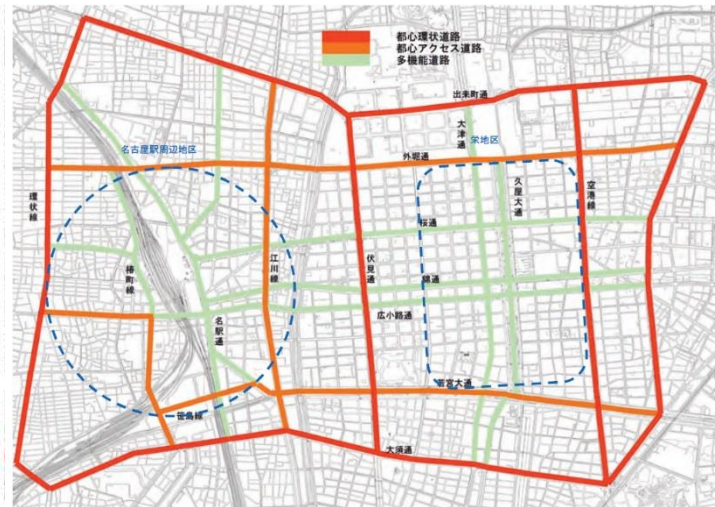 都心環状道路
都心アクセス道路
多機能道路
出来町通
大津通
名古屋駅周辺地区
栄地区
外堀通
環状線
久屋大通
空港線
桜通
江川線
伏見通
椿町線
錦通
広小路通
名駅通
若宮大通
笹島線
大須通